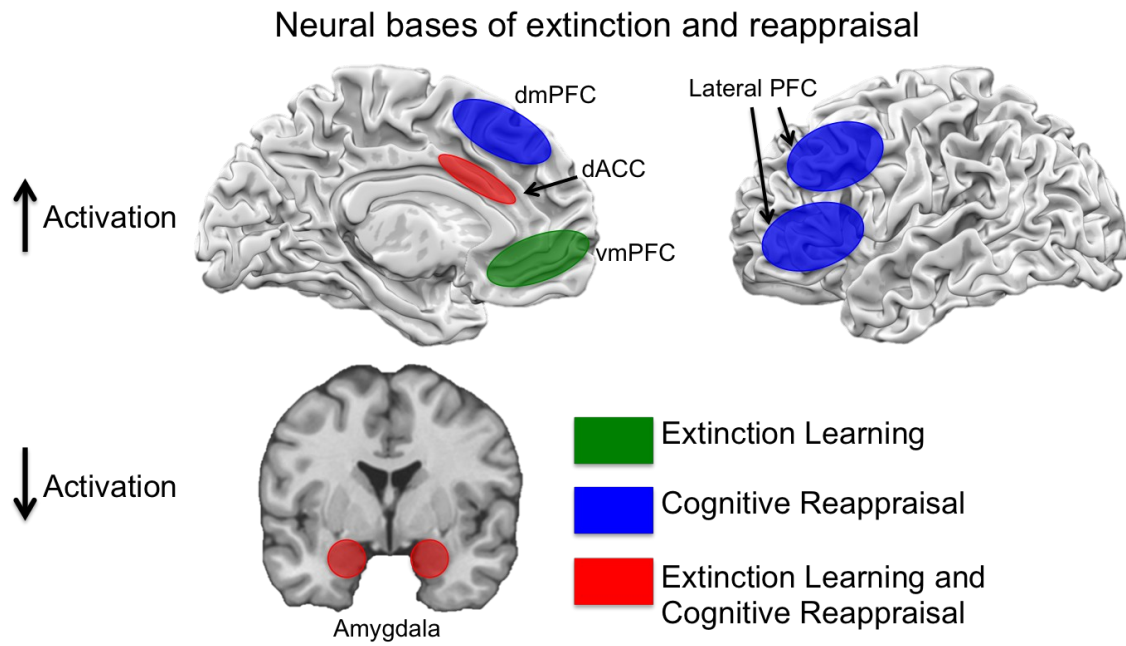 Neural bases of extinction and reappraisal
dmPFC
Lateral PFC
dACC
Activation
vmPFC
Extinction Learning
Activation
Cognitive Reappraisal
Extinction Learning and
Cognitive Reappraisal
Amygdala